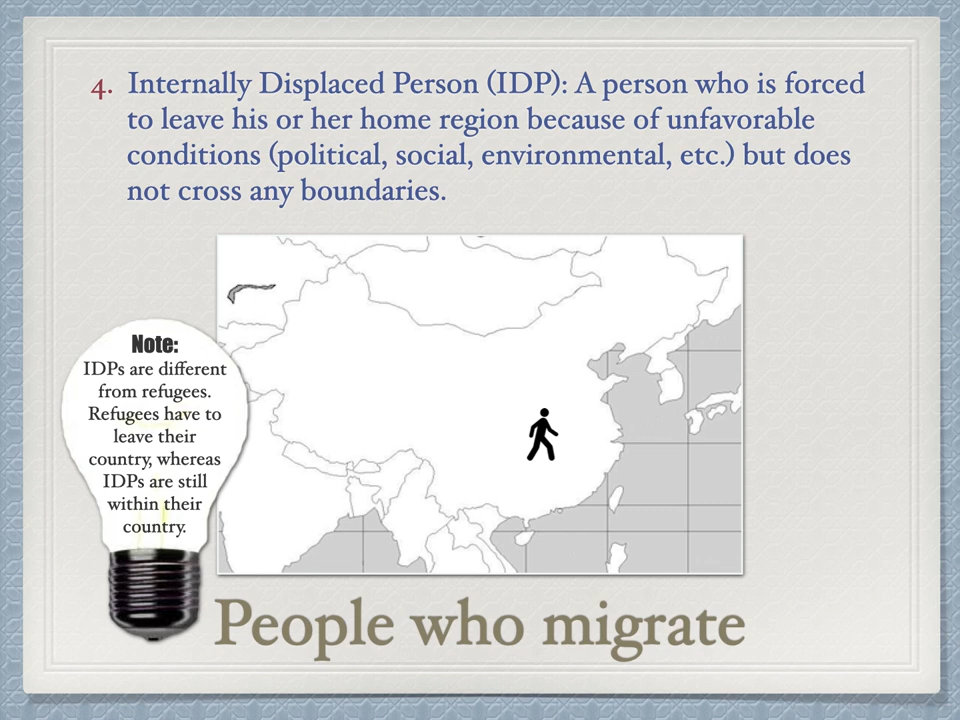 4. Internally Displaced Person (IDP): A person who is forced
to leave his or her home region because of unfavorable
conditions (political, social, environmental, etc.) but does
not cross any boundaries.
Note:
IDPs are different
from refugees.
Refugees have to
leave their
country, whereas
IDPs are still
within their
country.
People who migrate